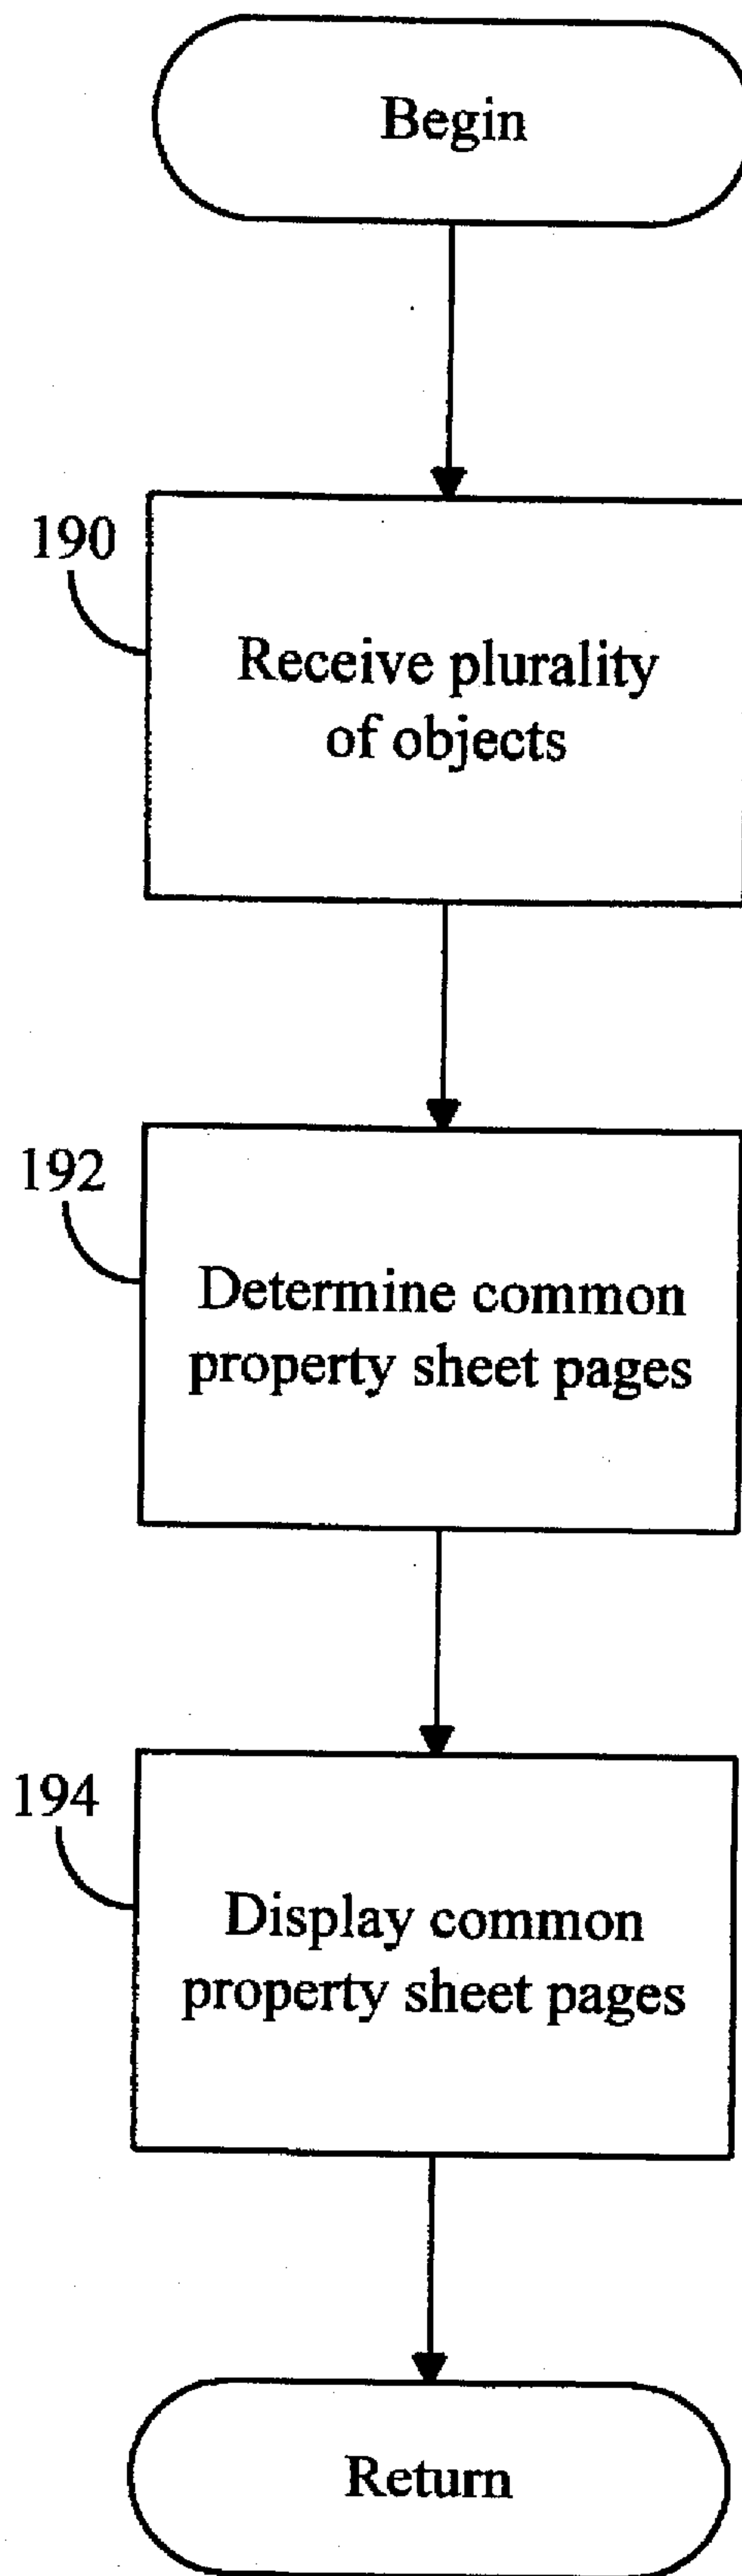 Begin
190
Receive plurality
of objects
192
Determine common
property sheet pages
194
Display common
property sheet pages
Return